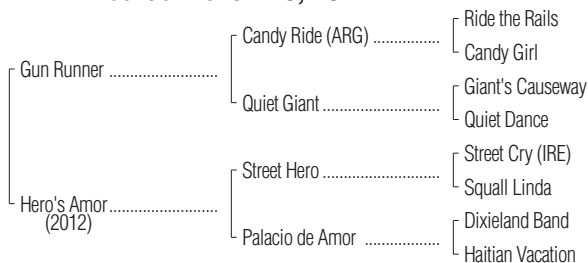 Ride the Rails
Candy Ride (ARG) ................
Candy Girl
Gun Runner ..........................
Giant's Causeway
Quiet Giant ............................
Quiet Dance
Street Cry (IRE)
Street Hero ............................
Squall Linda
Hero's Amor ..........................
(2012)
Dixieland Band
Palacio de Amor ..................
Haitian Vacation